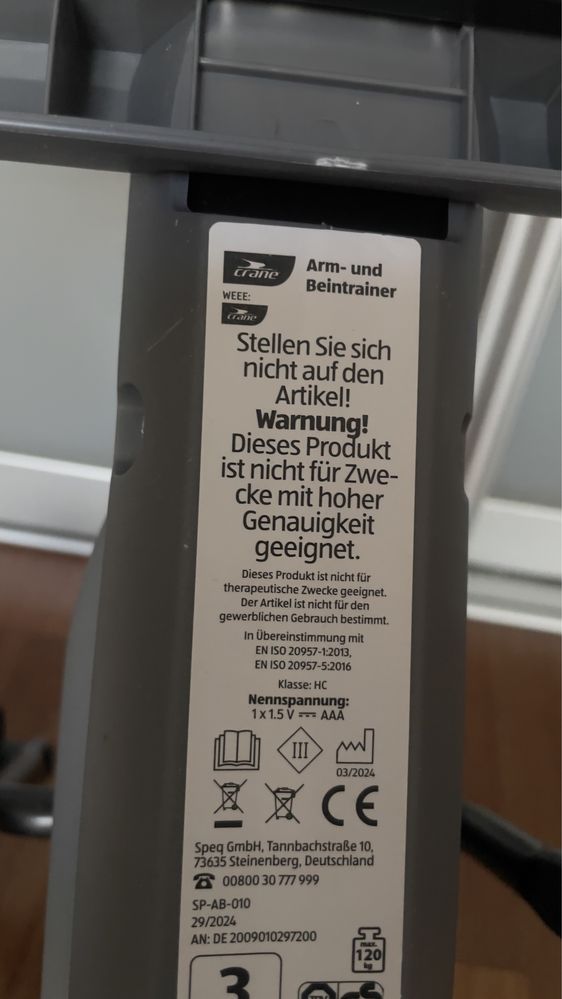 crane
Arm- und
Beintrainer
WEEE:
crane
Stellen Sie sich
nicht auf den
Artikel!
Warnung!
Dieses Produkt
ist nicht für Zwe-
cke mit hoher
Genauigkeit
geeignet.
Dieses Produkt ist nicht für
therapeutische Zwecke geeignet.
Der Artikel ist nicht für den
gewerblichen Gebrauch bestimmt.
In Übereinstimmung mit
EN ISO 20957-1:2013,
EN ISO 20957-5:2016
Klasse: HC
Nennspannung:
1 x 1.5 V ⎓ AAA
III
03/2024
CE
Speq GmbH, Tannbachstraße 10,
73635 Steinenberg, Deutschland
☎ 00800 30 777 999
SP-AB-010
29/2024
AN: DE 2009010297200
max.
120
kg
3